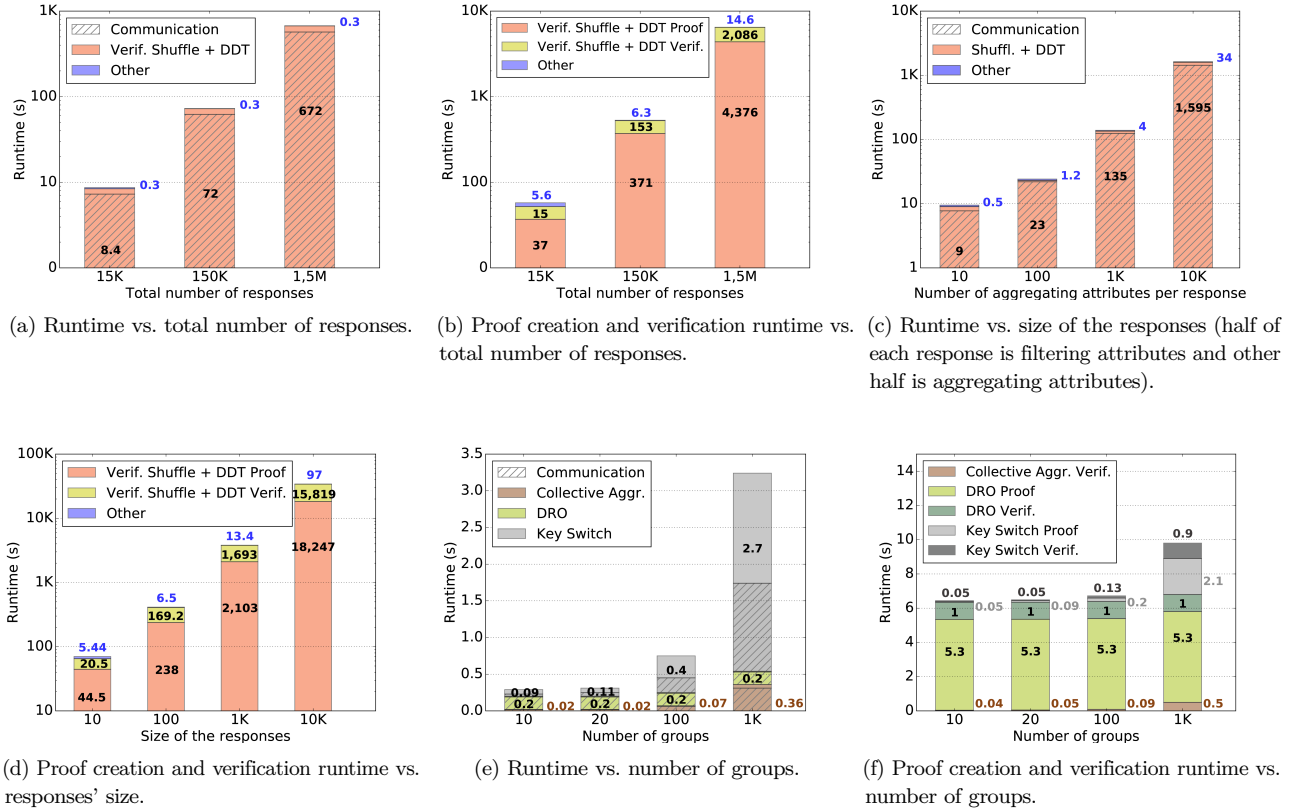 1K
100
10
0
Runtime (s)
Communication
Verif. Shuffle + DDT
Other
0.3
0.3
0.3
8.4
72
672
15K 150K 1,5M
Total number of responses
(a) Runtime vs. total number of responses.
10K
1K
100
0
Runtime (s)
Verif. Shuffle + DDT Proof
Verif. Shuffle + DDT Verif.
Other
5.6
15
37
6.3
153
371
14.6
2,086
4,376
15K 150K 1,5M
Total number of responses
(b) Proof creation and verification runtime vs.
total number of responses.
10K
1K
100
10
1
Runtime (s)
Communication
Shuffl. + DDT
Other
0.5
9
1.2
23
4
135
34
1,595
10 100 1K 10K
Number of aggregating attributes per response
(c) Runtime vs. size of the responses (half of
each response is filtering attributes and other
half is aggregating attributes).
100K
10K
1K
100
10
Runtime (s)
Verif. Shuffle + DDT Proof
Verif. Shuffle + DDT Verif.
Other
5.44
20.5
44.5
6.5
169.2
238
13.4
1,693
2,103
97
15,819
18,247
10 100 1K 10K
Size of the responses
(d) Proof creation and verification runtime vs.
responses’ size.
3.5
3.0
2.5
2.0
1.5
1.0
0.5
0.0
Runtime (s)
Communication
Collective Aggr.
DRO
Key Switch
0.09
0.2
0.02
0.11
0.2
0.02
0.4
0.2
0.07
2.7
0.2
0.36
10 20 100 1K
Number of groups
(e) Runtime vs. number of groups.
14
12
10
8
6
4
2
0
Runtime (s)
Collective Aggr. Verif.
DRO Proof
DRO Verif.
Key Switch Proof
Key Switch Verif.
0.05
0.05
1
5.3
0.04
0.05
0.09
1
5.3
0.05
0.13
0.2
1
5.3
0.09
0.9
2.1
1
5.3
0.5
10 20 100 1K
Number of groups
(f) Proof creation and verification runtime vs.
number of groups.